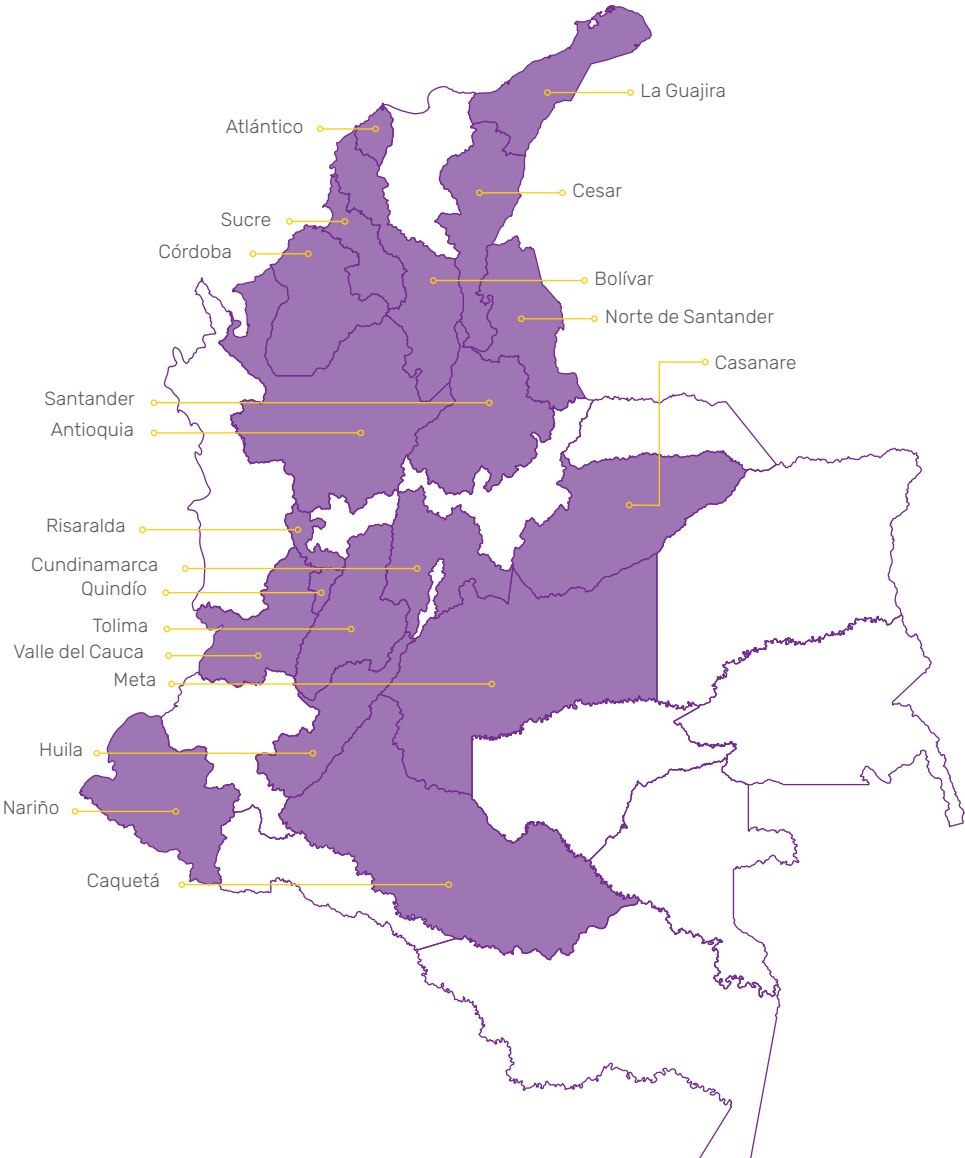 La Guajira
Atlántico
Cesar
Sucre
Córdoba
Bolívar
Norte de Santander
Casanare
Santander
Antioquia
Risaralda
Cundinamarca
Quindío
Tolima
Valle del Cauca
Meta
Huila
Nariño
Caquetá